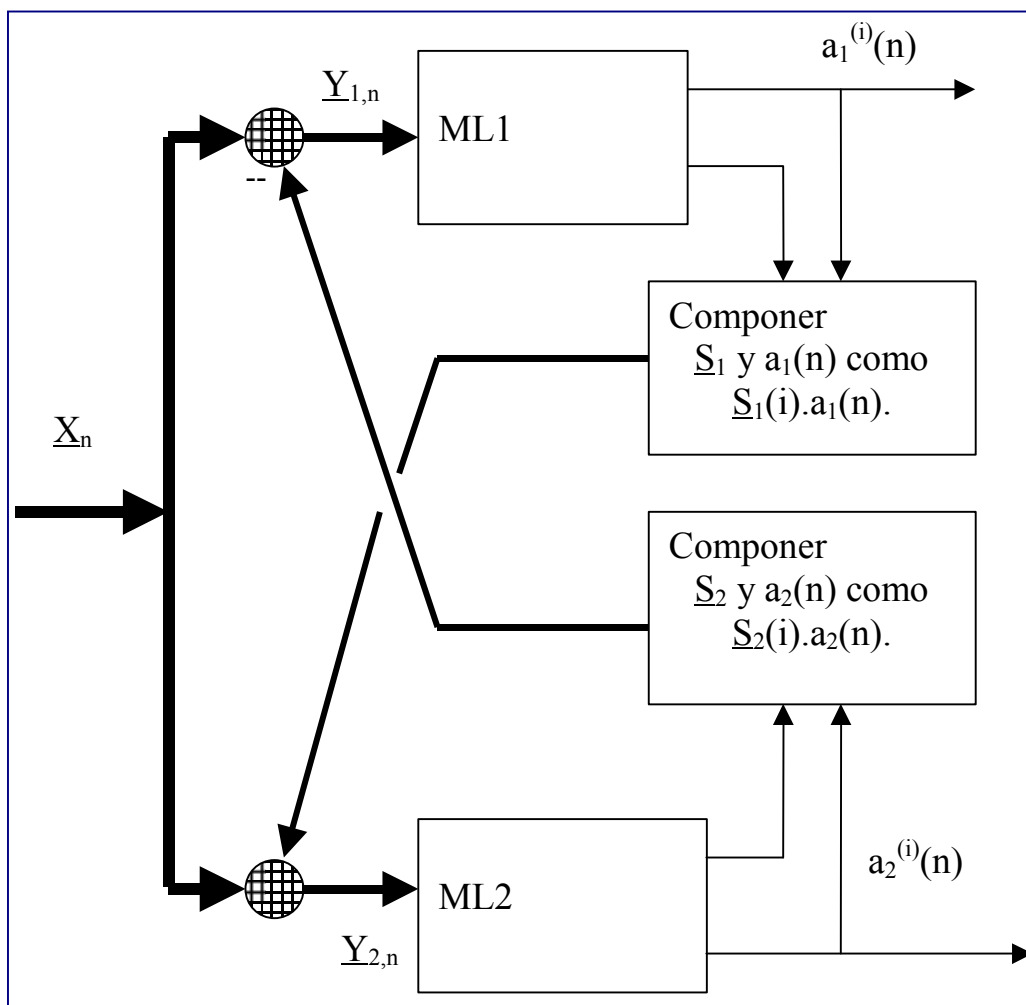 a₁⁽ⁱ⁾(n)
Y₁,ₙ
ML1
--
Componer
S₁ y a₁(n) como
S₁(i).a₁(n).
Xₙ
Componer
S₂ y a₂(n) como
S₂(i).a₂(n).
a₂⁽ⁱ⁾(n)
ML2
Y₂,ₙ